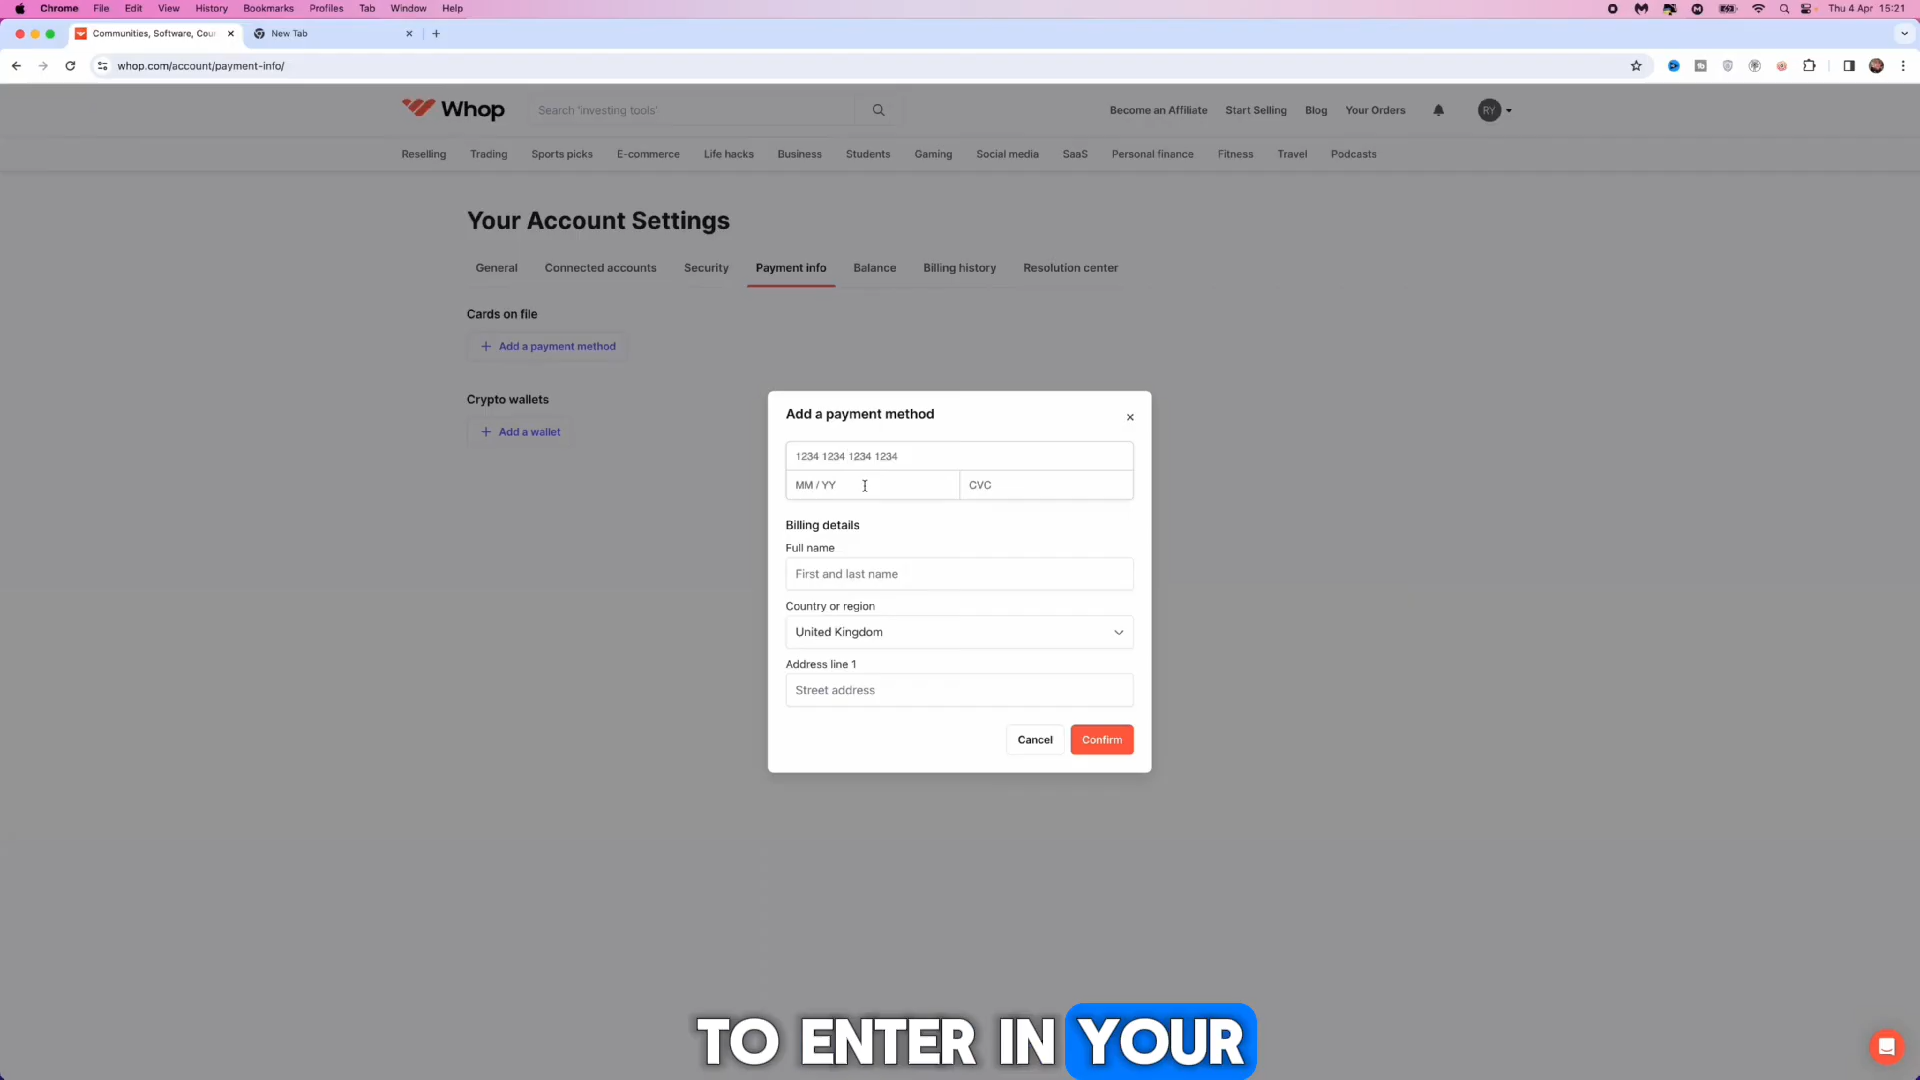 Chrome File Edit View History Bookmarks Profiles Tab Window Help
Thu 4 Apr 15:21
Communities, Software, Cour
New Tab
whop.com/account/payment-info/
Whop
Search 'investing tools'
Become an Affiliate Start Selling Blog Your Orders
RY
Reselling Trading Sports picks E-commerce Life hacks Business Students Gaming Social media SaaS Personal finance Fitness Travel Podcasts
Your Account Settings
General Connected accounts Security Payment info Balance Billing history Resolution center
Cards on file
+ Add a payment method
Crypto wallets
+ Add a wallet
Add a payment method
1234 1234 1234 1234
MM / YY
CVC
Billing details
Full name
First and last name
Country or region
United Kingdom
Address line 1
Street address
Cancel
Confirm
TO ENTER IN YOUR